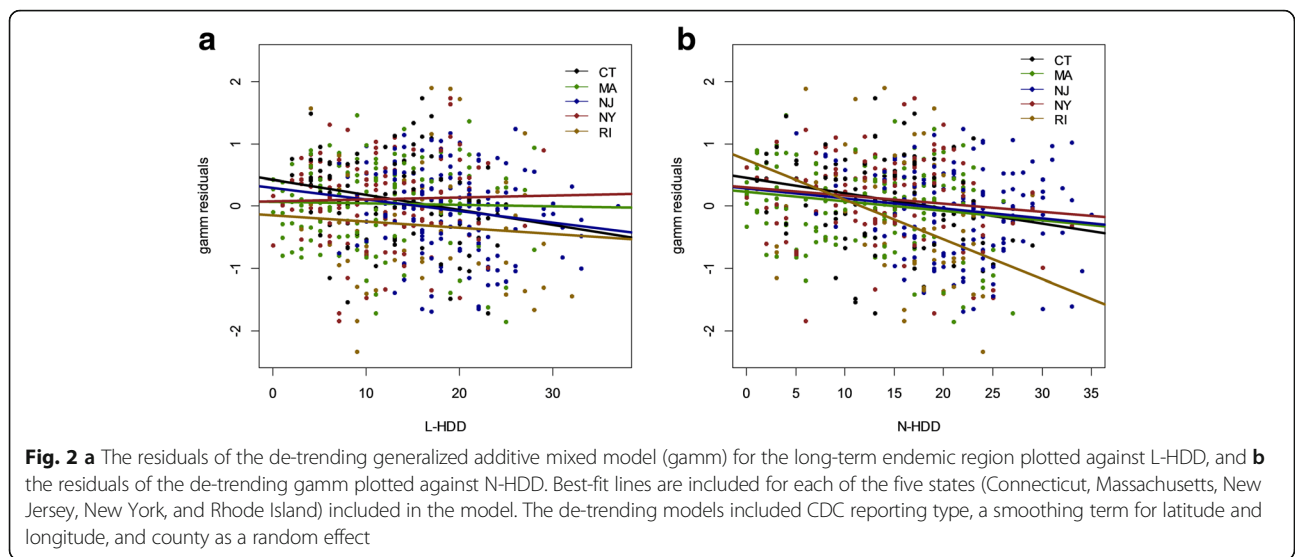 a
b
2
1
0
-1
-2
gamm residuals
CT
MA
NJ
NY
RI
0
10
20
30
L-HDD
2
1
0
-1
-2
gamm residuals
CT
MA
NJ
NY
RI
0
5
10
15
20
25
30
35
N-HDD
Fig. 2 a The residuals of the de-trending generalized additive mixed model (gamm) for the long-term endemic region plotted against L-HDD, and b
the residuals of the de-trending gamm plotted against N-HDD. Best-fit lines are included for each of the five states (Connecticut, Massachusetts, New
Jersey, New York, and Rhode Island) included in the model. The de-trending models included CDC reporting type, a smoothing term for latitude and
longitude, and county as a random effect